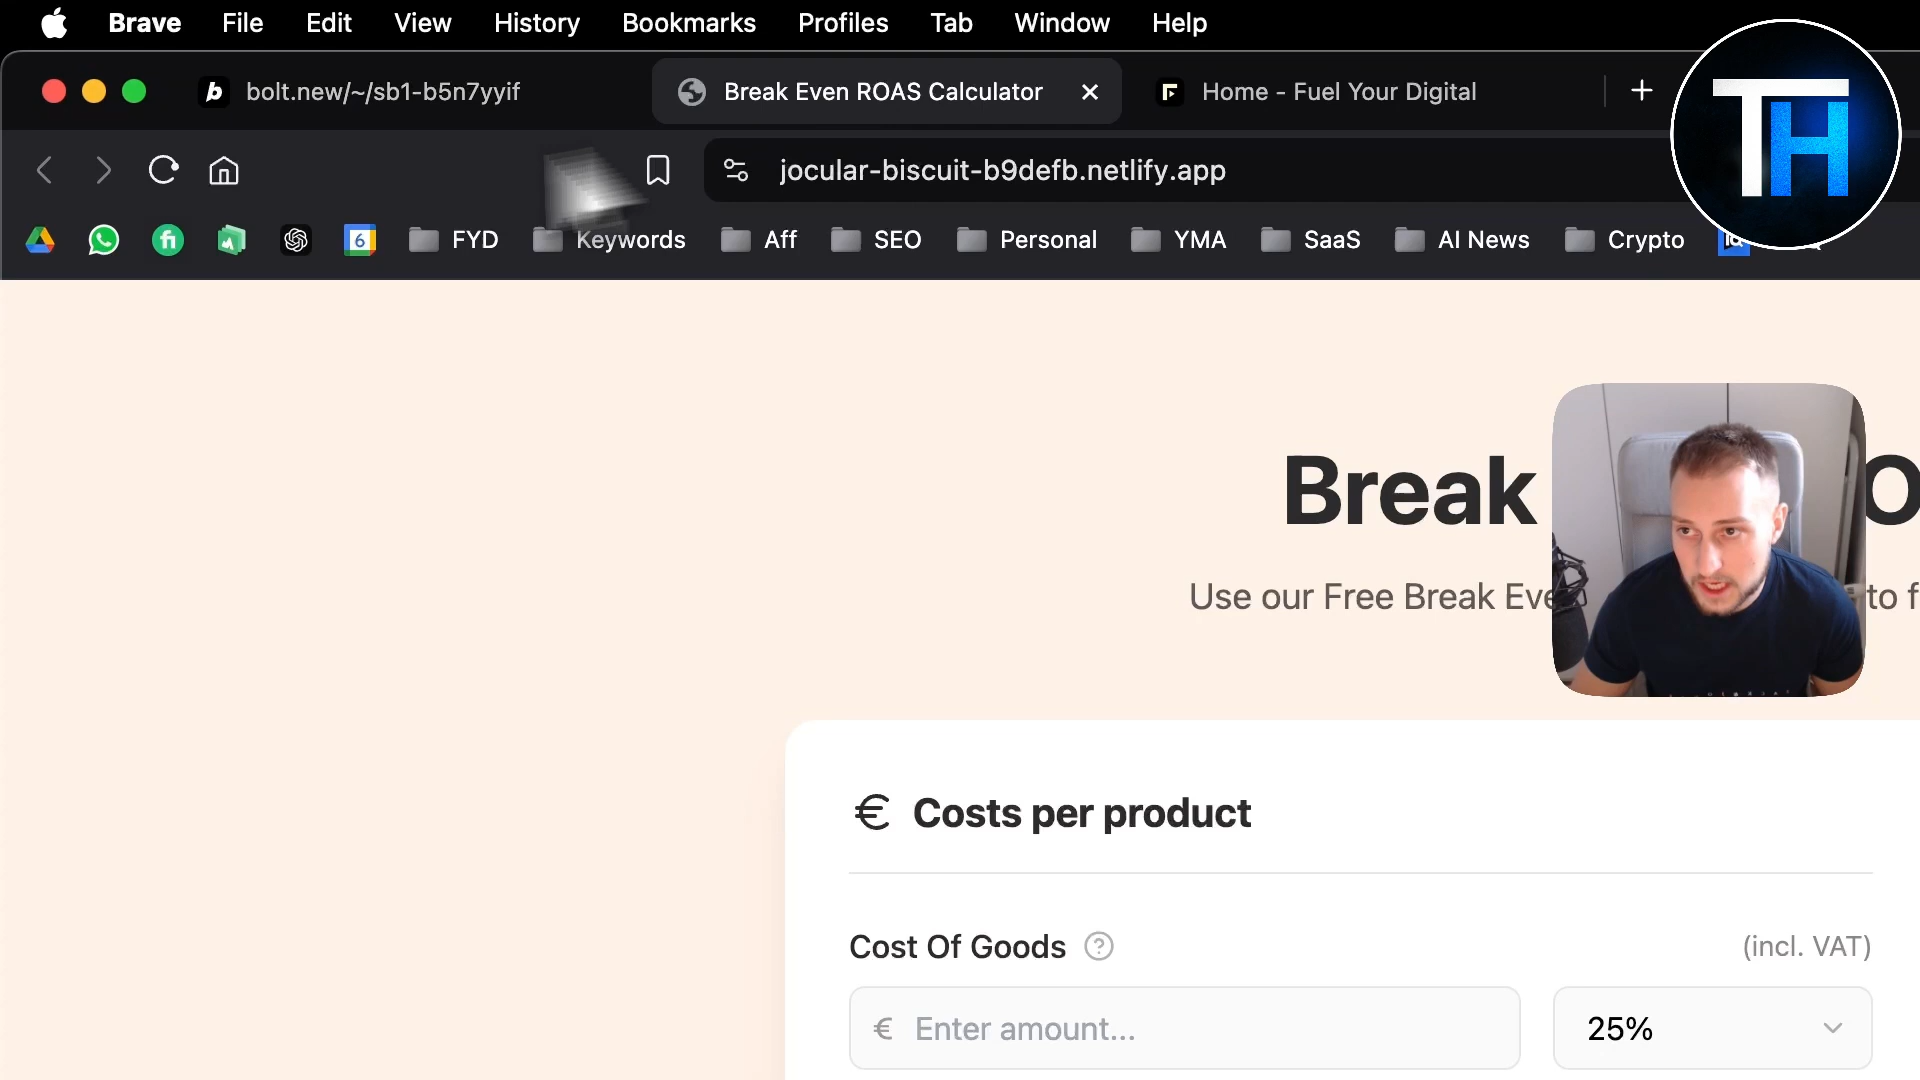 Brave File Edit View History Bookmarks Profiles Tab Window Help
bolt.new/~/sb1-b5n7yyif Break Even ROAS Calculator Home - Fuel Your Digital
jocular-biscuit-b9defb.netlify.app
TH
6 FYD Keywords Aff SEO Personal YMA SaaS AI News Crypto
Break
Use our Free Break Eve to f
€ Costs per product
Cost Of Goods (incl. VAT)
€ Enter amount... 25%